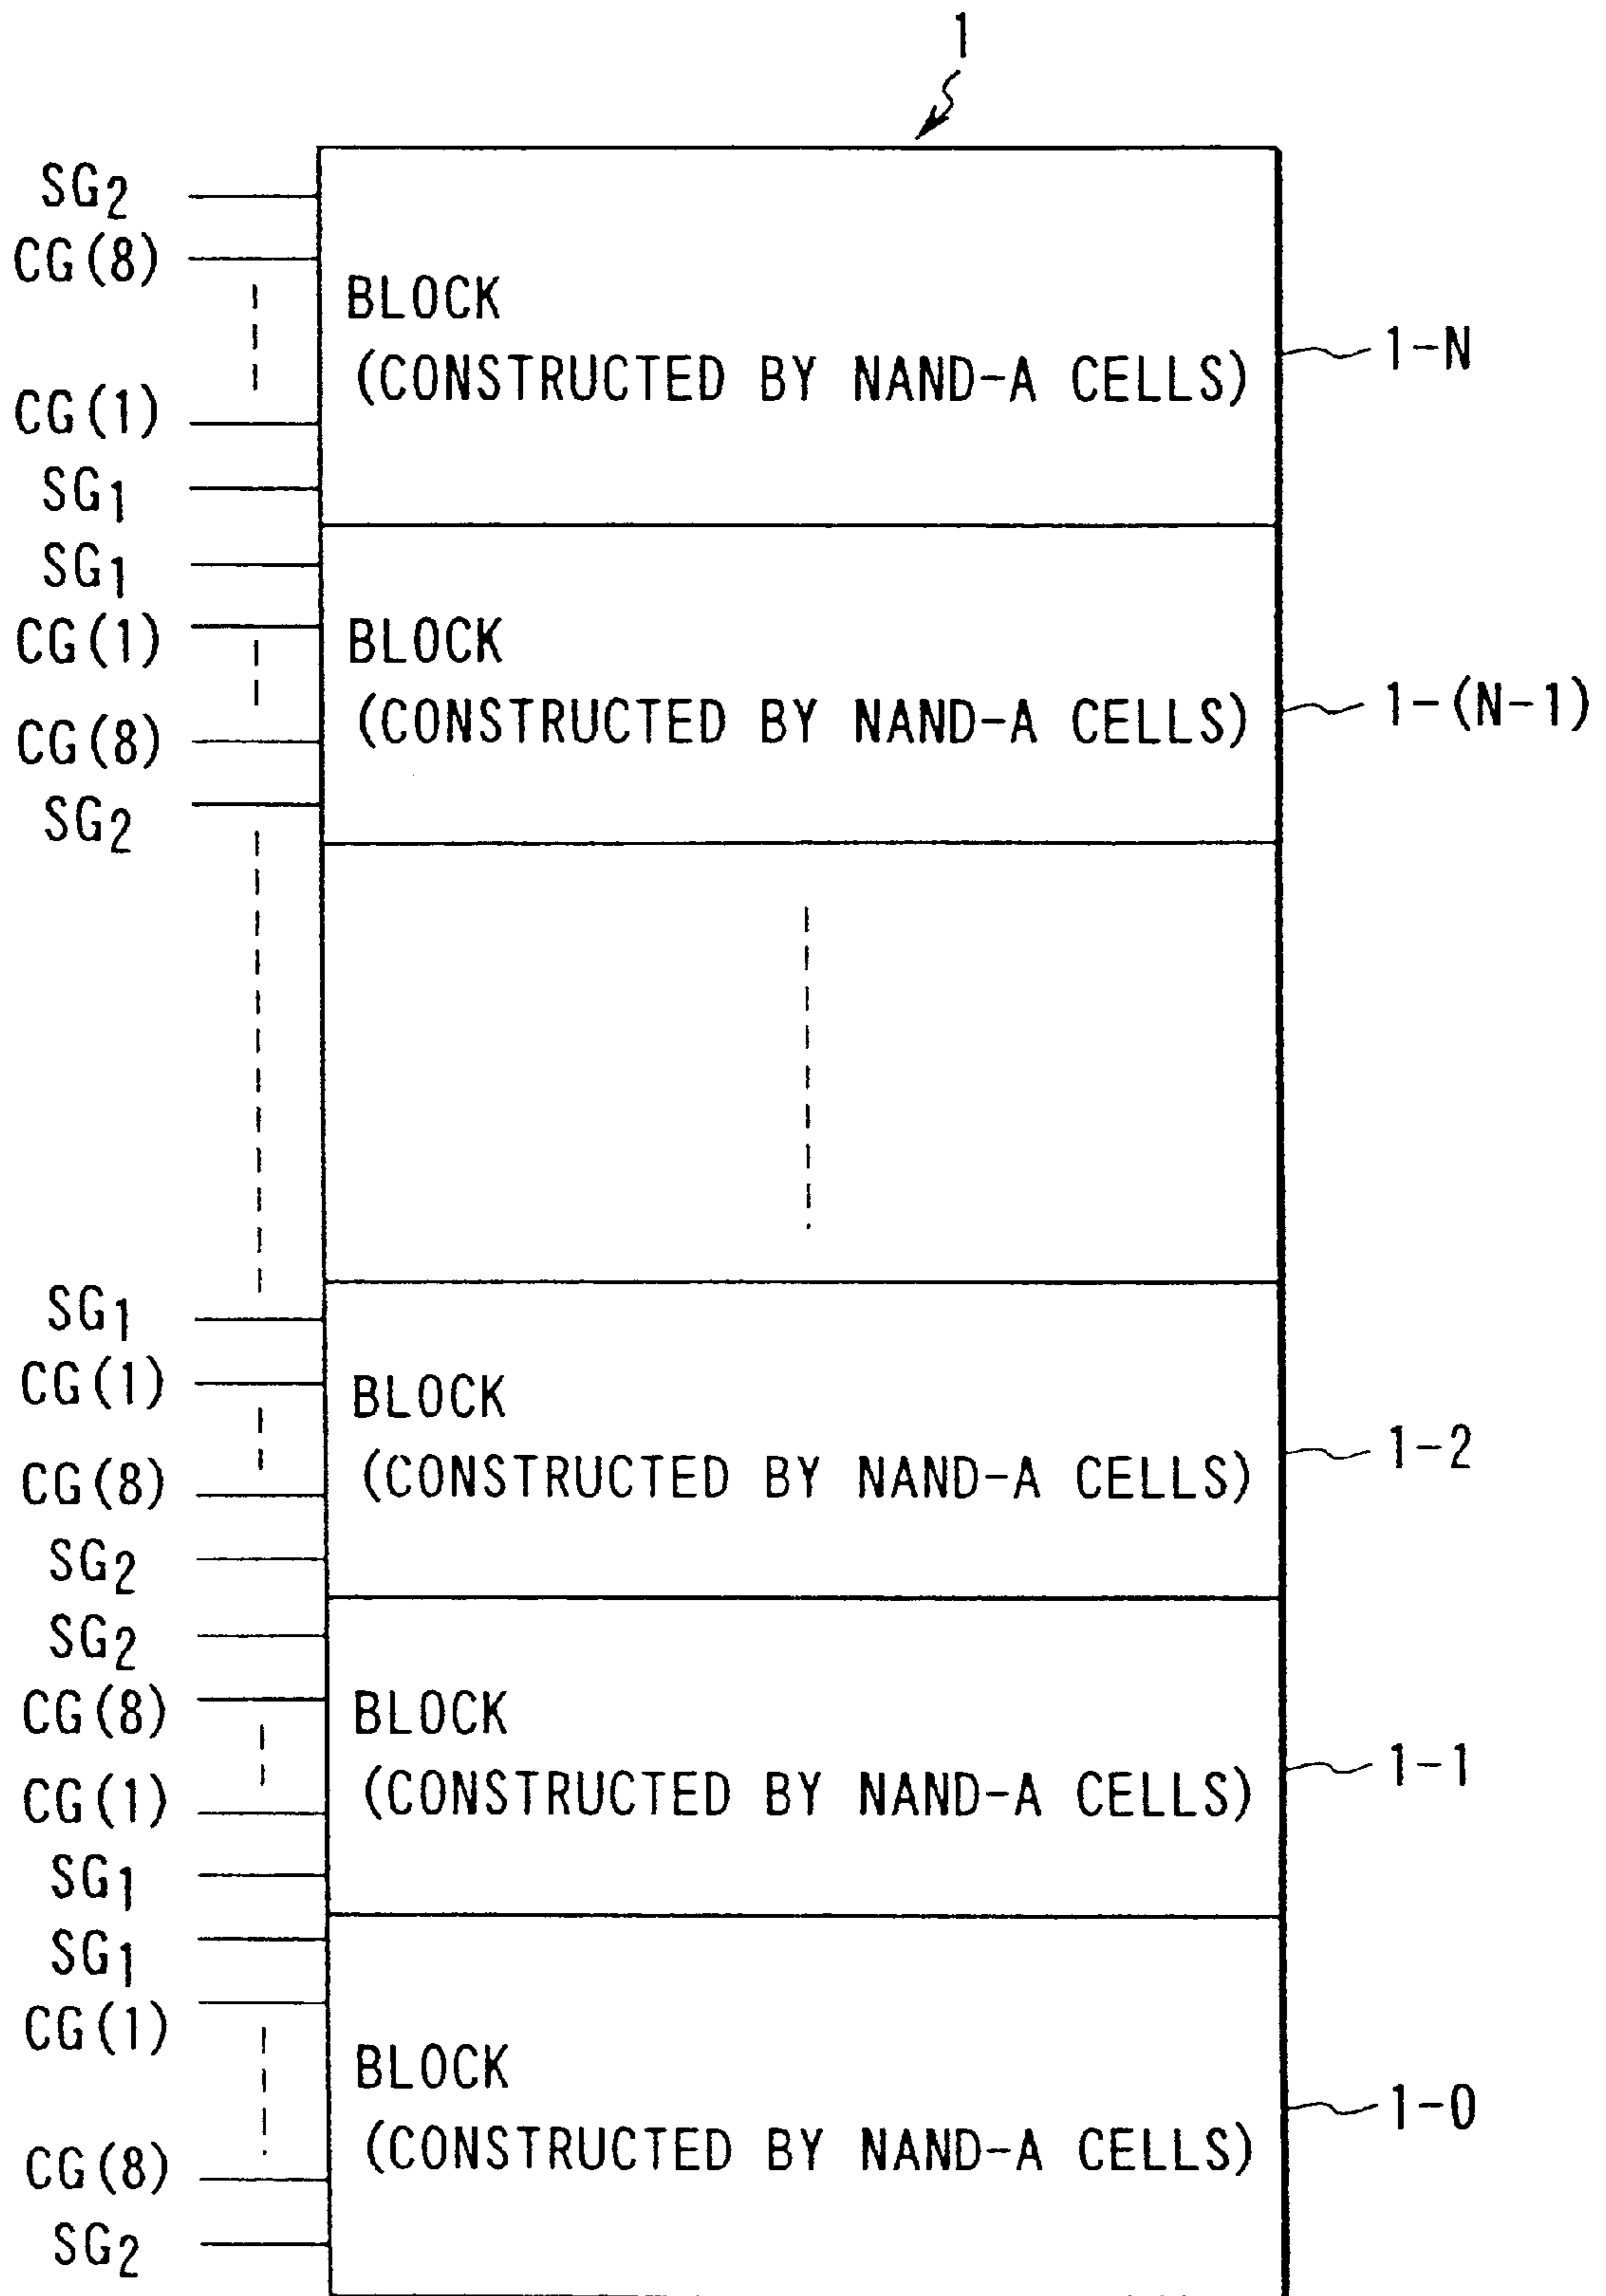 1
SG2
CG(8)
BLOCK
(CONSTRUCTED BY NAND-A CELLS)
1-N
CG(1)
SG1
SG1
CG(1)
BLOCK
(CONSTRUCTED BY NAND-A CELLS)
1-(N-1)
CG(8)
SG2
SG1
CG(1)
BLOCK
(CONSTRUCTED BY NAND-A CELLS)
1-2
CG(8)
SG2
SG2
CG(8)
BLOCK
(CONSTRUCTED BY NAND-A CELLS)
1-1
CG(1)
SG1
SG1
CG(1)
BLOCK
(CONSTRUCTED BY NAND-A CELLS)
1-0
CG(8)
SG2